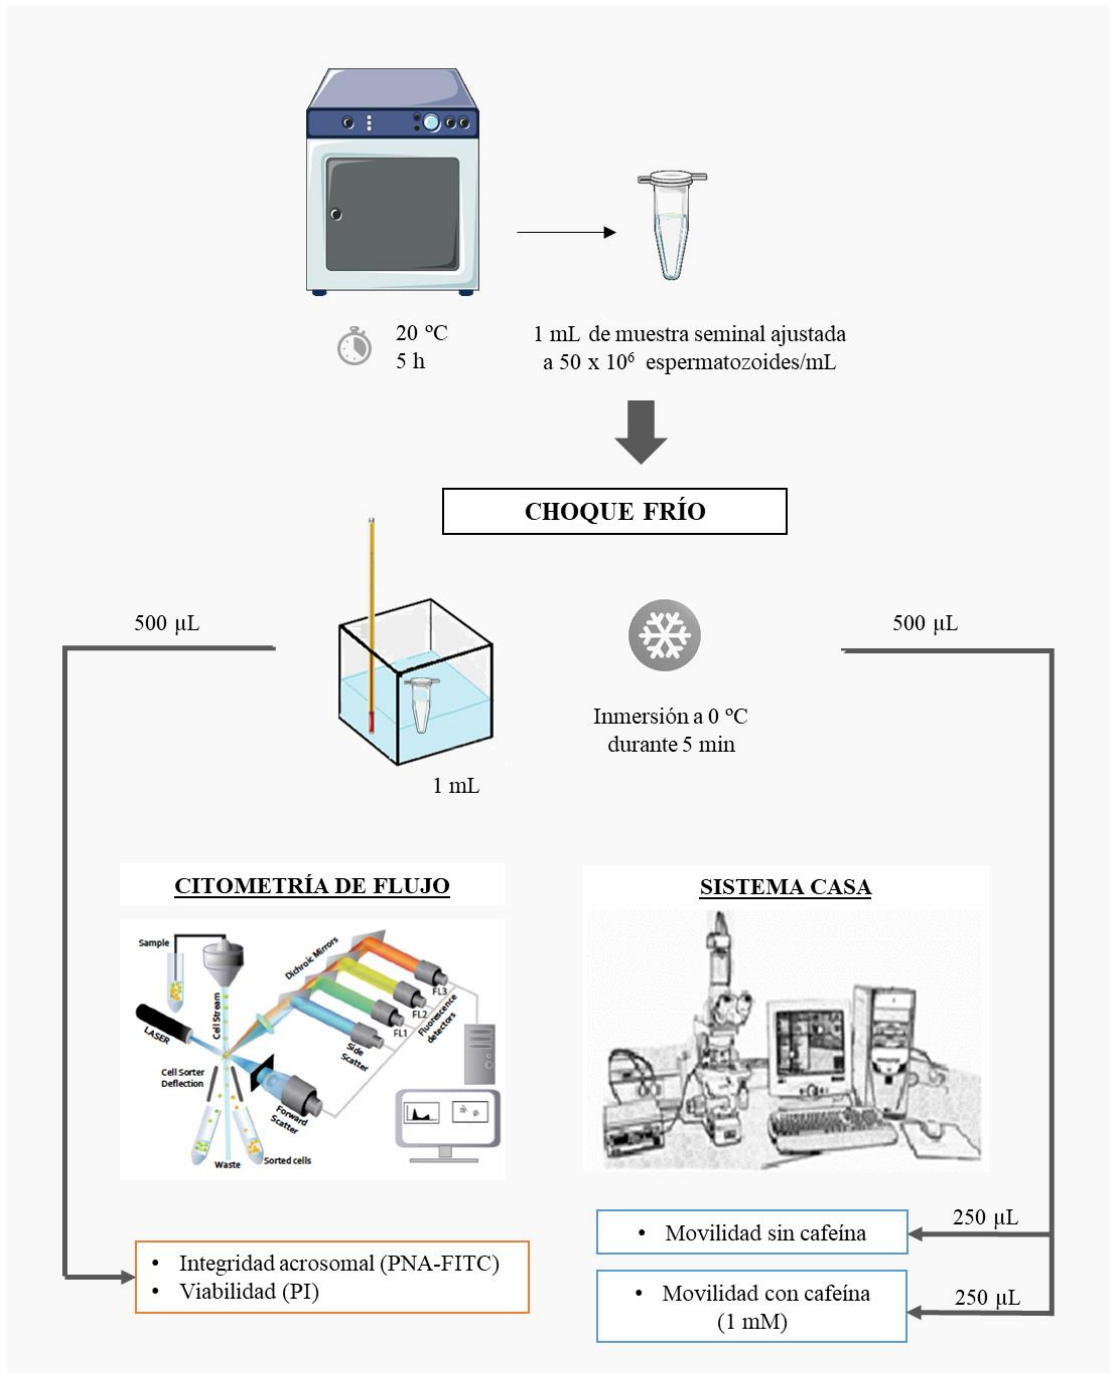 20 ºC
5 h
1 mL de muestra seminal ajustada
a 50 x 10⁶ espermatozoides/mL
CHOQUE FRÍO
500 µL
500 µL
Inmersión a 0 ºC
durante 5 min
1 mL
CITOMETRÍA DE FLUJO
Sample
Cell Stream
LASER
Cell Sorter
Deflection
Dichroic Mirrors
FL3
FL2
FL1
Fluorescence
detectors
Side
Scatter
Forward
Scatter
Waste
Sorted cells
SISTEMA CASA
• Integridad acrosomal (PNA-FITC)
• Viabilidad (PI)
• Movilidad sin cafeína
250 µL
• Movilidad con cafeína
(1 mM)
250 µL